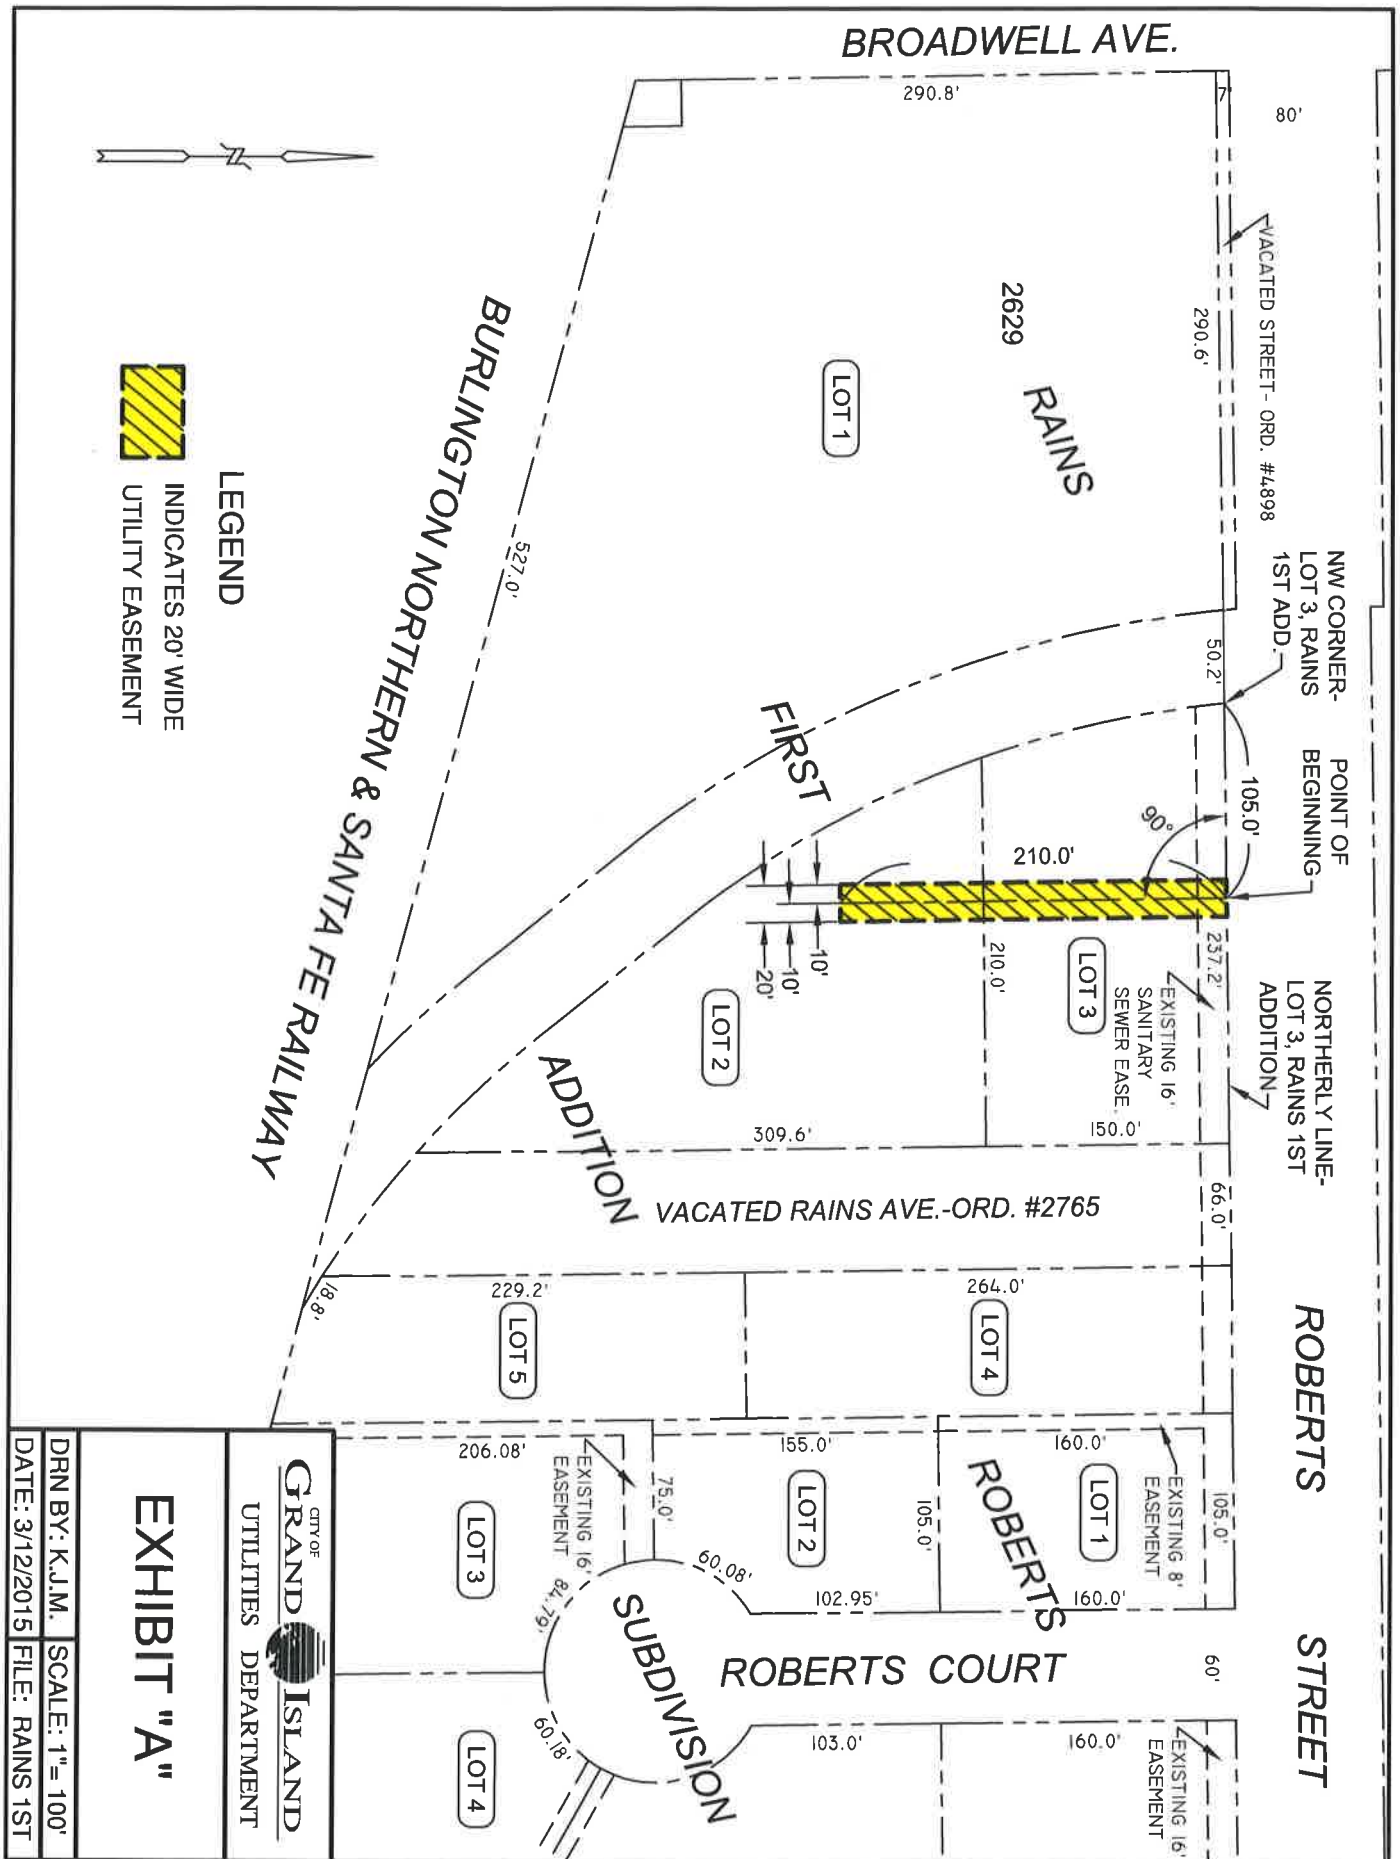 BROADWELL AVE.
290.8'
7'
80'
VACATED STREET- ORD. #4898
290.6'
2629
RAINS
LOT 1
BURLINGTON NORTHERN & SANTA FE RAILWAY
527.0'
LEGEND
INDICATES 20' WIDE
UTILITY EASEMENT
NW CORNER-
LOT 3, RAINS
1ST ADD.
50.2'
POINT OF
BEGINNING
105.0'
90°
210.0'
FIRST
237.2'
NORTHERLY LINE-
LOT 3, RAINS 1ST
ADDITION
LOT 3
EXISTING 16'
SANITARY
SEWER EASE.
210.0'
10'
10'
20'
LOT 2
ADDITION
309.6'
150.0'
VACATED RAINS AVE.-ORD. #2765
66.0'
ROBERTS STREET
18.8'
229.2'
264.0'
LOT 5
LOT 4
206.08'
EXISTING 16'
EASEMENT
75.0'
155.0'
160.0'
EXISTING 8'
EASEMENT
105.0'
LOT 3
LOT 2
LOT 1
105.0'
ROBERTS
60.08'
84.79'
102.95'
160.0'
SUBDIVISION
ROBERTS COURT
60'
60.18'
LOT 4
103.0'
160.0'
EXISTING 16'
EASEMENT
CITY OF
GRAND ISLAND
UTILITIES DEPARTMENT
EXHIBIT "A"
DRN BY: K.J.M.
SCALE: 1"= 100'
DATE: 3/12/2015
FILE: RAINS 1ST